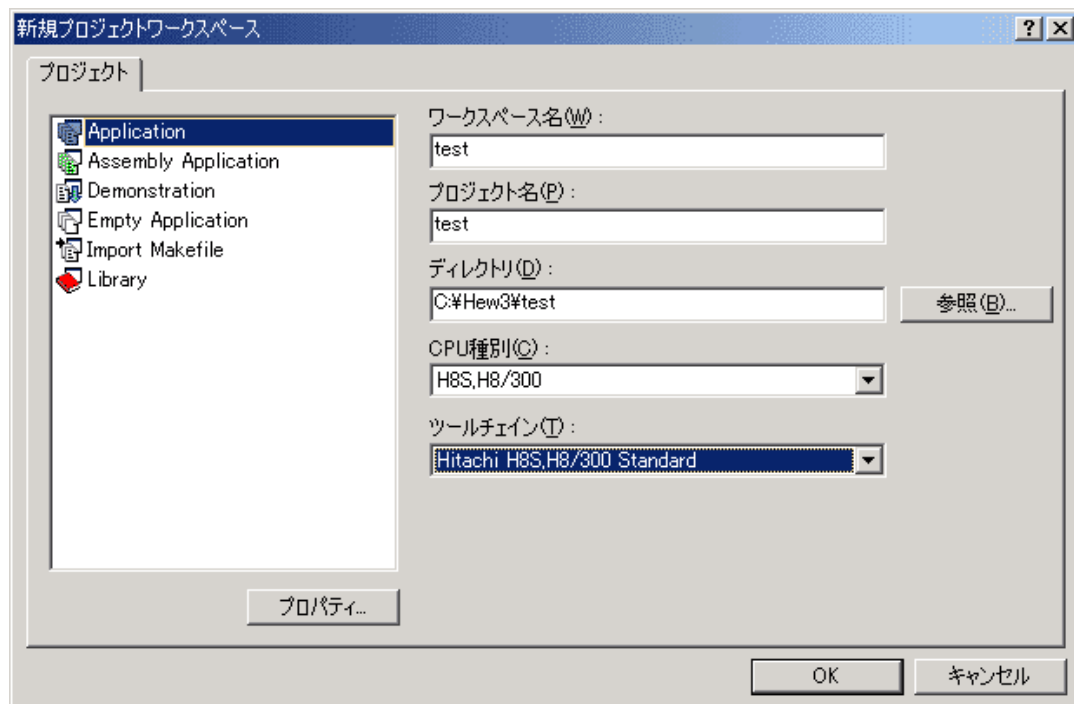 新規プロジェクトワークスペース
プロジェクト
Application
Assembly Application
Demonstration
Empty Application
Import Makefile
Library
プロパティ...
ワークスペース名(W):
test
プロジェクト名(P):
test
ディレクトリ(D):
C:¥Hew3¥test
参照(B)...
CPU種別(C):
H8S,H8/300
ツールチェイン(T):
Hitachi H8S,H8/300 Standard
OK
キャンセル